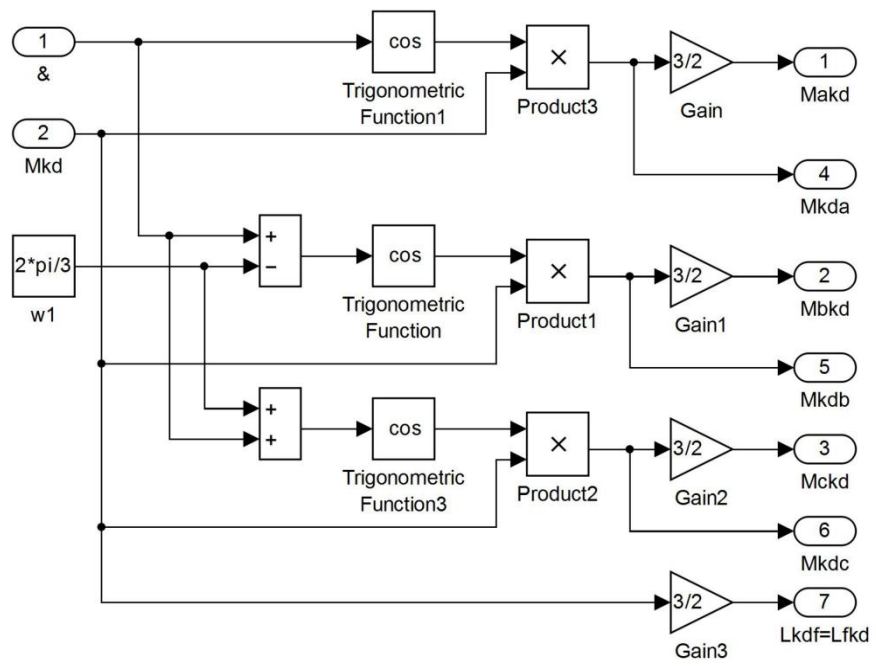 1
&
cos
Trigonometric
Function1
×
Product3
3/2
Gain
1
Makd
2
Mkd
4
Mkda
2*pi/3
w1
+
−
cos
Trigonometric
Function
×
Product1
3/2
Gain1
2
Mbkd
5
Mkdb
+
+
cos
Trigonometric
Function3
×
Product2
3/2
Gain2
3
Mckd
6
Mkdc
3/2
Gain3
7
Lkdf=Lfkd